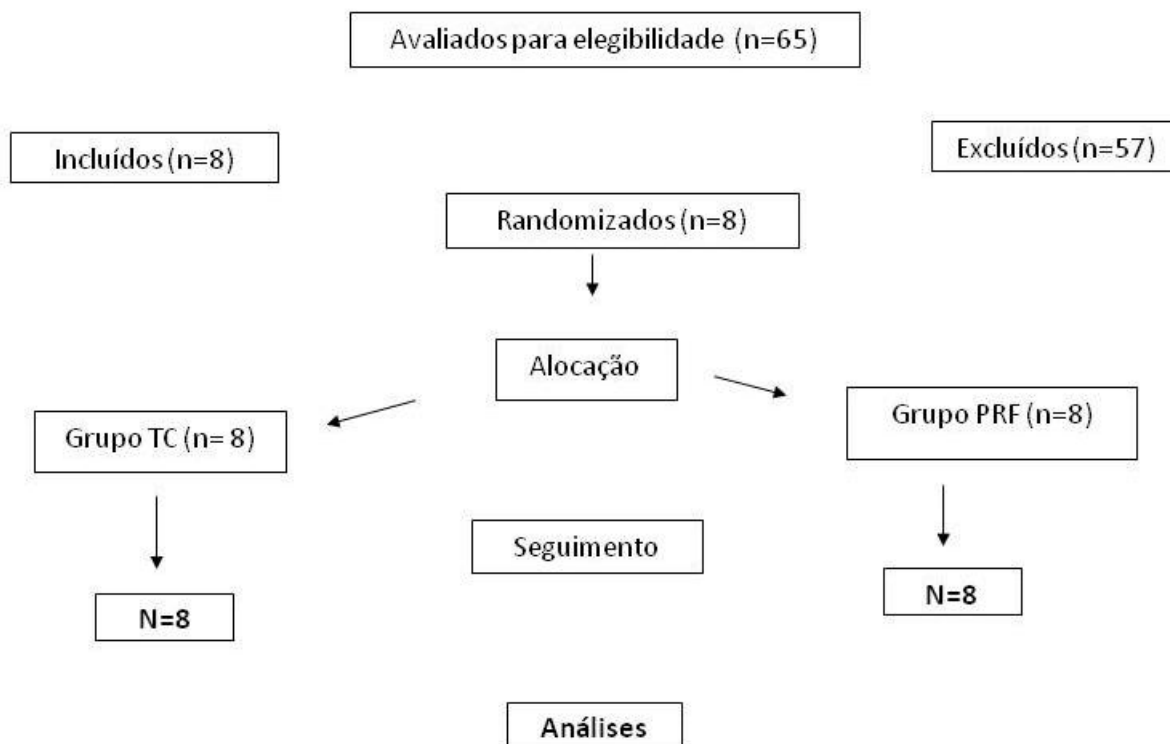 Avaliados para elegibilidade (n=65)
Incluídos (n=8)
Excluídos (n=57)
Randomizados (n=8)
Alocação
Grupo TC (n= 8)
Grupo PRF (n=8)
Seguimento
N=8
N=8
Análises